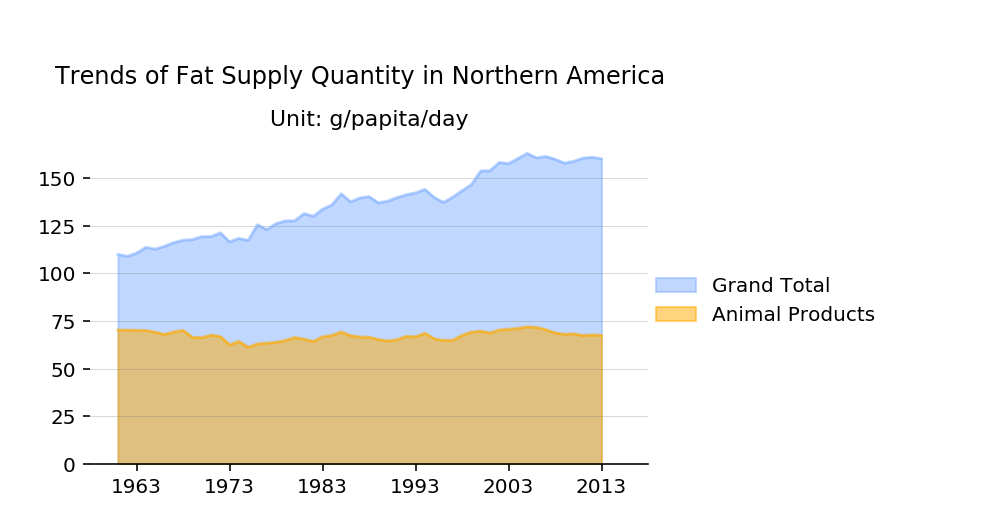 Trends of Fat Supply Quantity in Northern America
Unit: g/papita/day
150
125
100
75
50
25
0
1963 1973 1983 1993 2003 2013
Grand Total
Animal Products